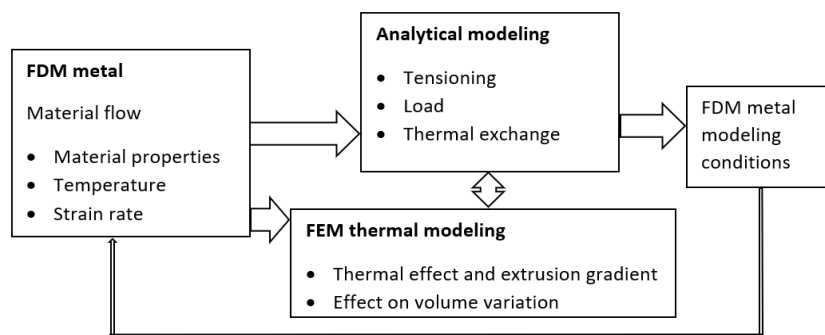 FDM metal
Material flow
• Material properties
• Temperature
• Strain rate
Analytical modeling
• Tensioning
• Load
• Thermal exchange
FEM thermal modeling
• Thermal effect and extrusion gradient
• Effect on volume variation
FDM metal
modeling
conditions